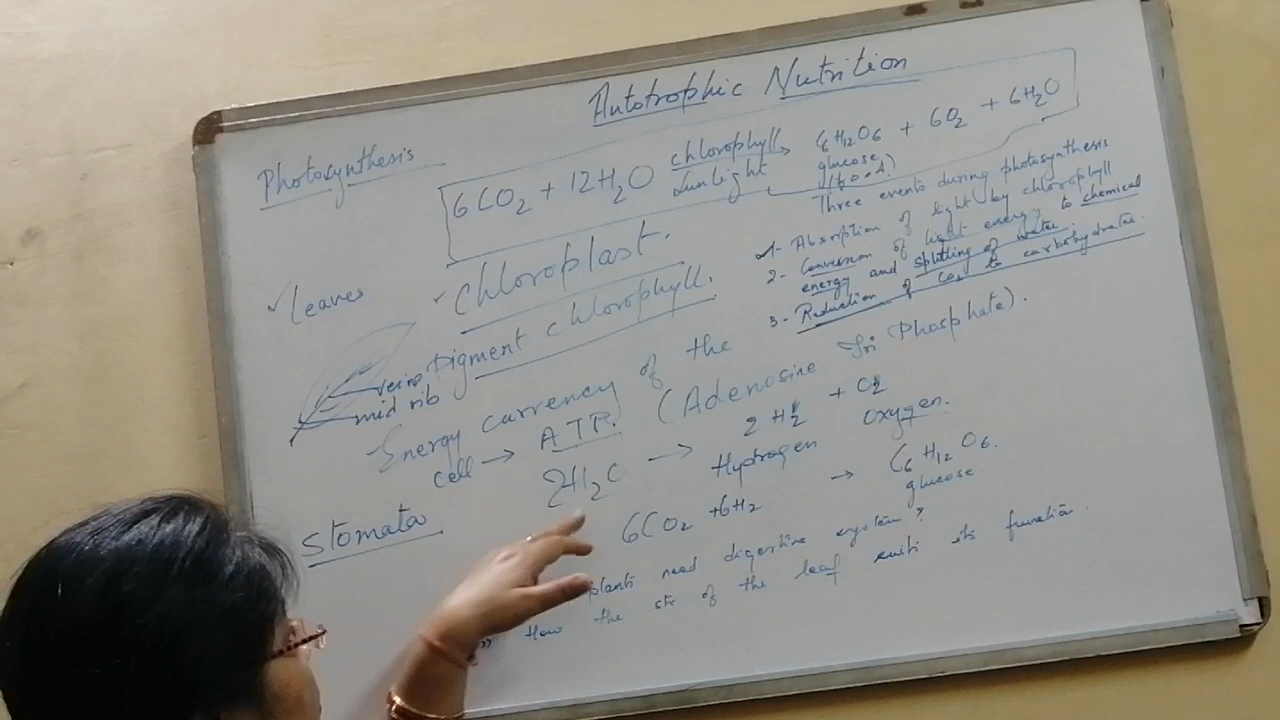 Autotrophic Nutrition
Photosynthesis
6CO2 + 12H2O chlorophyll Sunlight → C6H12O6 + 6O2 + 6H2O
glucose
Three events during photosynthesis
1- Absorption of light by chlorophyll
2- Conversion of light energy to chemical
energy and splitting of water.
3- Reduction of CO2 to carbohydrates.
leaves
Chloroplast.
Pigment chlorophyll.
veins
mid rib
Energy currency of the
cell → ATP. (Adenosine Tri Phosphate).
2H2O → 2H2 + O2
Hydrogen Oxygen.
Stomata
6CO2 + 6H2 → C6H12O6.
glucose.
plants need digestive system?
How the str of the leaf suits its function.